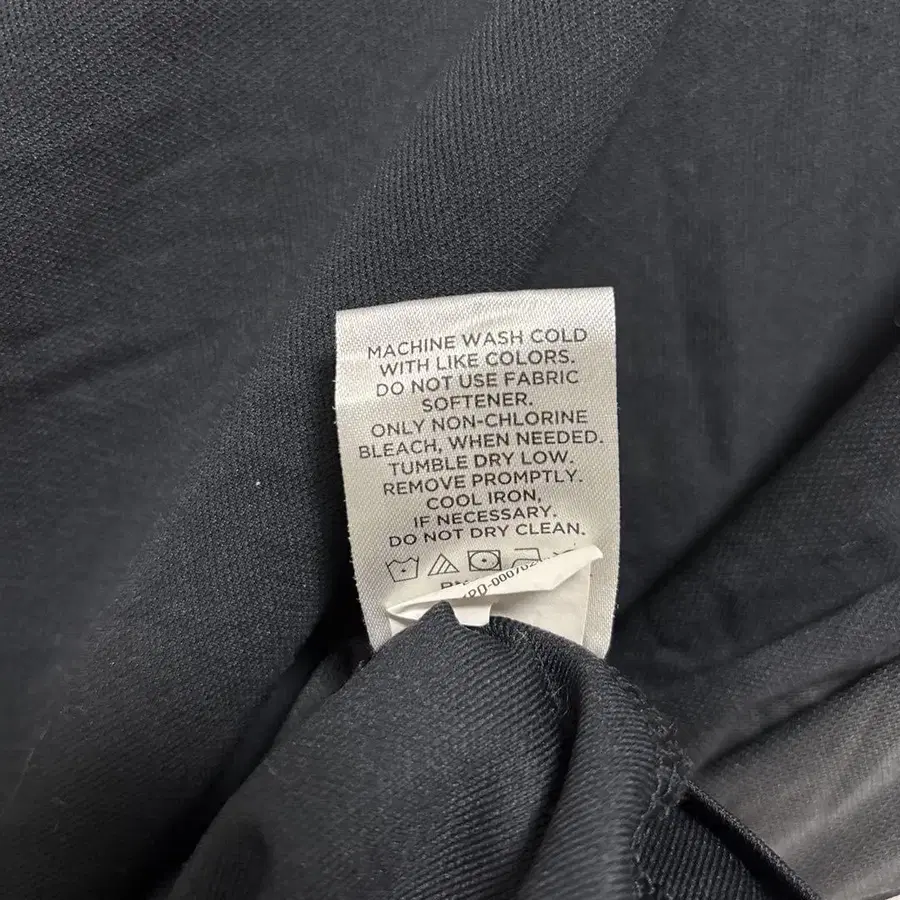 MACHINE WASH COLD
WITH LIKE COLORS.
DO NOT USE FABRIC
SOFTENER.
ONLY NON-CHLORINE
BLEACH, WHEN NEEDED.
TUMBLE DRY LOW.
REMOVE PROMPTLY.
COOL IRON,
IF NECESSARY.
DO NOT DRY CLEAN.